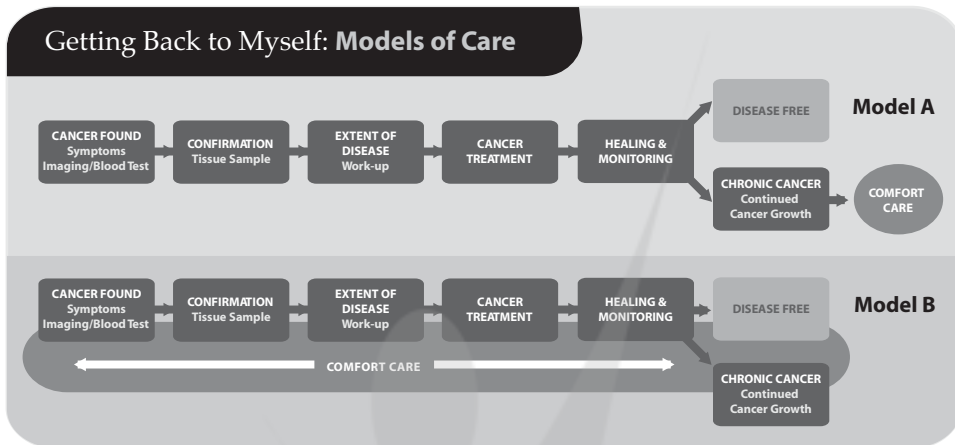 Getting Back to Myself: Models of Care
Model A
CANCER FOUND
Symptoms
Imaging/Blood Test
CONFIRMATION
Tissue Sample
EXTENT OF
DISEASE
Work-up
CANCER
TREATMENT
HEALING &
MONITORING
DISEASE FREE
CHRONIC CANCER
Continued
Cancer Growth
COMFORT
CARE
Model B
CANCER FOUND
Symptoms
Imaging/Blood Test
CONFIRMATION
Tissue Sample
EXTENT OF
DISEASE
Work-up
CANCER
TREATMENT
HEALING &
MONITORING
DISEASE FREE
COMFORT CARE
CHRONIC CANCER
Continued
Cancer Growth